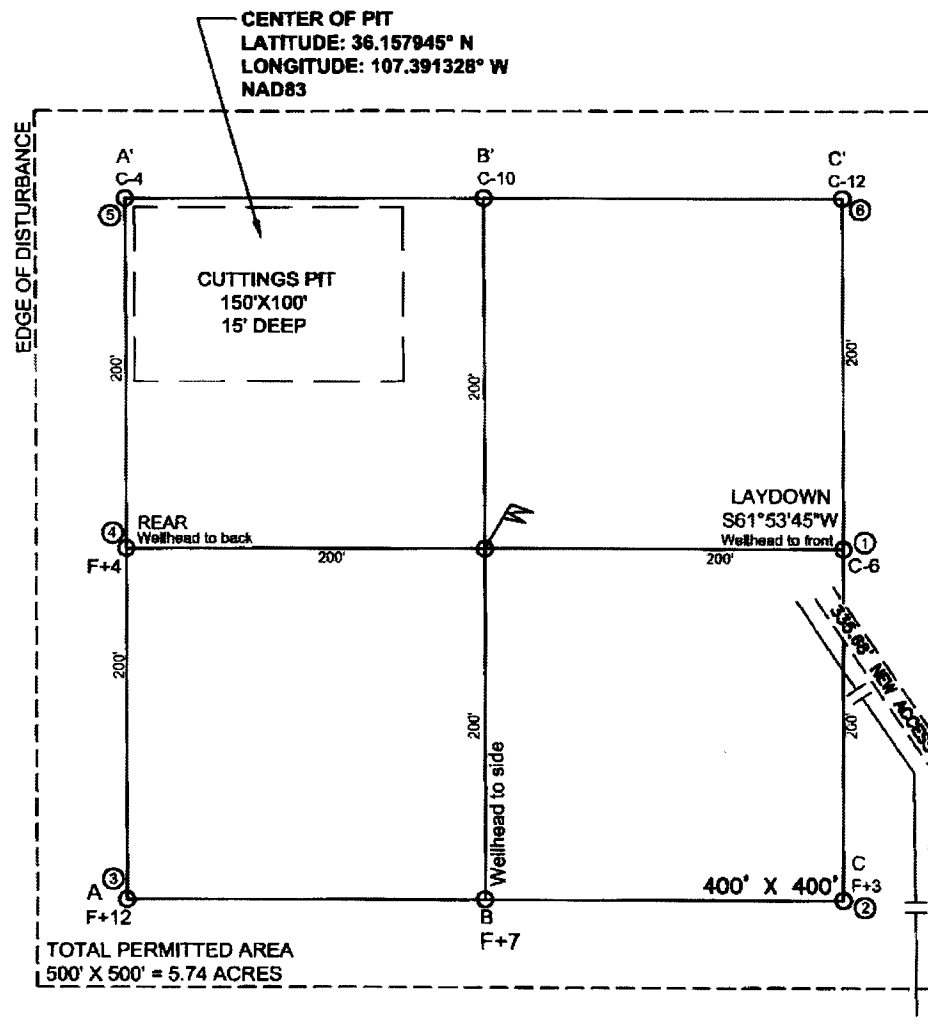 CENTER OF PIT
LATITUDE: 36.157945° N
LONGITUDE: 107.391328° W
NAD83
EDGE OF DISTURBANCE
A'
C-4
B'
C-10
C'
C-12
5
6
CUTTINGS PIT
150'X100'
15' DEEP
200'
200'
200'
4
REAR
Wellhead to back
F+4
200'
LAYDOWN
S61°53'45"W
Wellhead to front
200'
1
C-6
335.68' NEW ACCESS
200'
200'
200'
Wellhead to side
3
A
F+12
B
F+7
400' X 400'
C
F+3
2
TOTAL PERMITTED AREA
500' X 500' = 5.74 ACRES